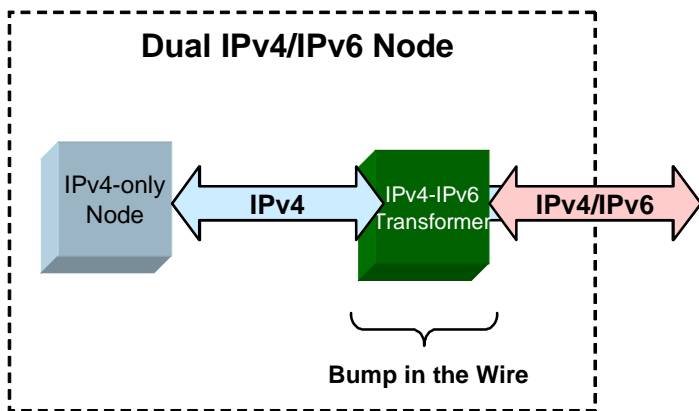 Dual IPv4/IPv6 Node
IPv4-only
Node
IPv4
IPv4-IPv6
Transformer
IPv4/IPv6
Bump in the Wire